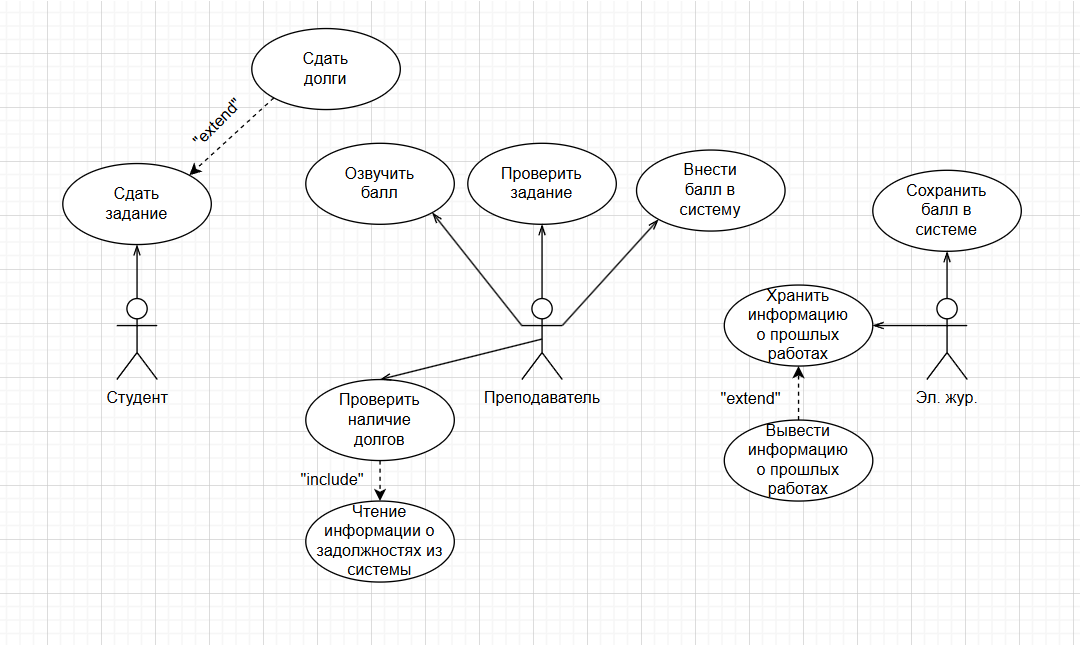 Сдать
долги
"extend"
Сдать
задание
Озвучить
балл
Проверить
задание
Внести
балл в
систему
Сохранить
балл в
системе
Хранить
информацию
о прошлых
работах
Студент
Преподаватель
Эл. жур.
Проверить
наличие
долгов
"extend"
Вывести
информацию
о прошлых
работах
"include"
Чтение
информации о
задолжностях из
системы